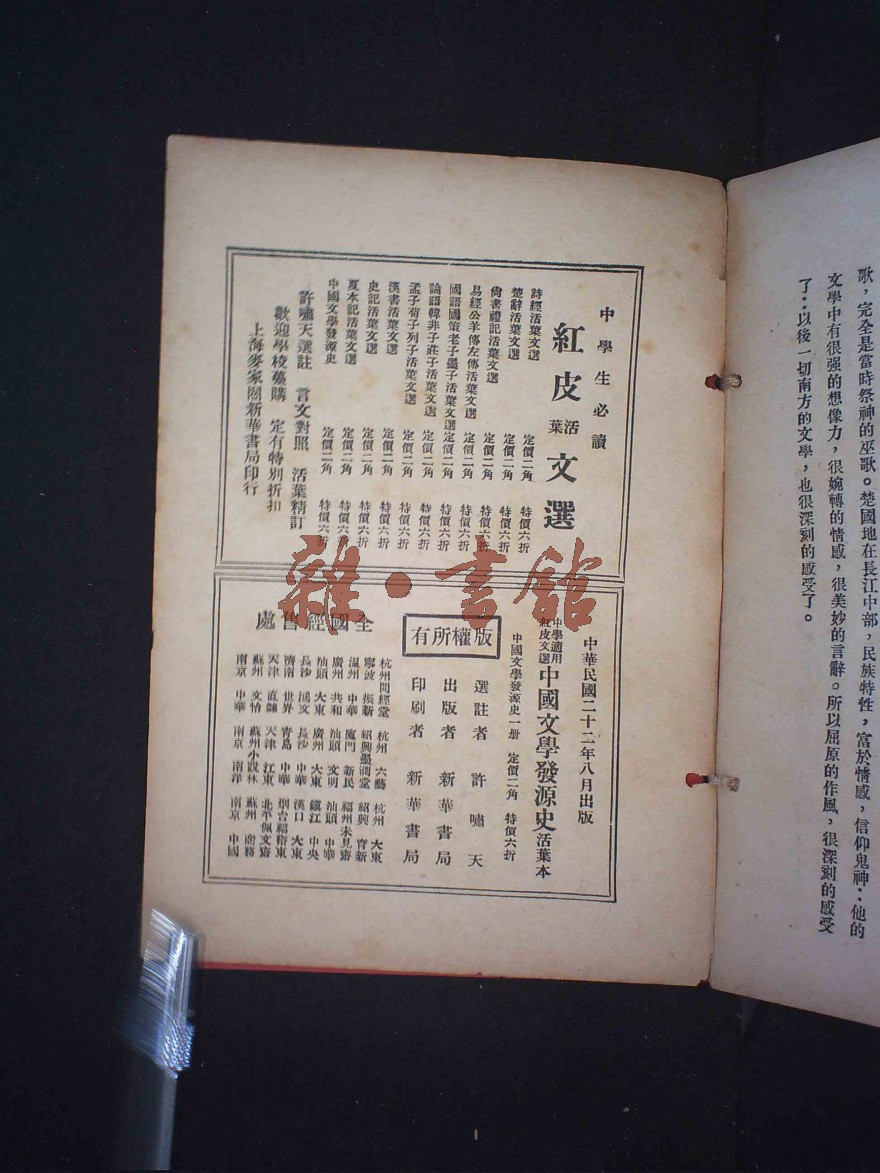 歌，完全是當時祭神的巫歌。楚國地在長江中部，民族特性，富於情感，信仰鬼神：他的
文學中有很强的想像力，很婉轉的情感，很美妙的言辭。所以屈原的作風，很深刻的感受
了：以後一切南方的文學，也很深刻的感受了。
中學生必讀
紅皮活葉文選
詩經活葉文選 定價二角 特價六折
楚辭活葉文選 定價二角 特價六折
尙書禮記活葉文選 定價二角 特價六折
易經公羊傳左傳活葉文選 定價二角 特價六折
國語國策老子墨子活葉文選 定價二角 特價六折
論語韓非子莊子活葉文選 定價二角 特價六折
孟子荀子列子活葉文選 定價二角 特價六折
漢書活葉文選 定價二角 特價六折
史記活葉文選 定價二角 特價六折
夏本記活葉文選 定價二角 特價六折
中國文學發源史 定價二角 特價六折
許嘯天選註 言文對照 活葉精訂
歡迎學校躉購 定有特別折扣
上海麥家圈新華書局印行
中華民國二十二年八月出版
中學適用紅皮文選中國文學發源史活葉本
中國文學發源史一册 定價二角 特價六折
版權所有
選註者 許嘯天
出版者 新華書局
印刷者 新華書局
全國經售處
杭州問經堂 杭州 六藝 杭州 大東
寧波 振新 紹興墨潤堂 紹興 育新
溫州 中華 廈門 新民 福州未見齋
廣州 共和 汕頭 文明 汕頭 中華
汕頭 大東 廣州 大東 鎭江 中央
長沙 鴻文 長沙 中華 漢口 大東
濟南 世界 靑島 中華 烟台福裕東
天津 直隸 天津 江東 北平佩文齋
蘇州 文怡 蘇州小說林 蘇州 商務
南京 中華 南京 南洋 南京 中國
雜·書館